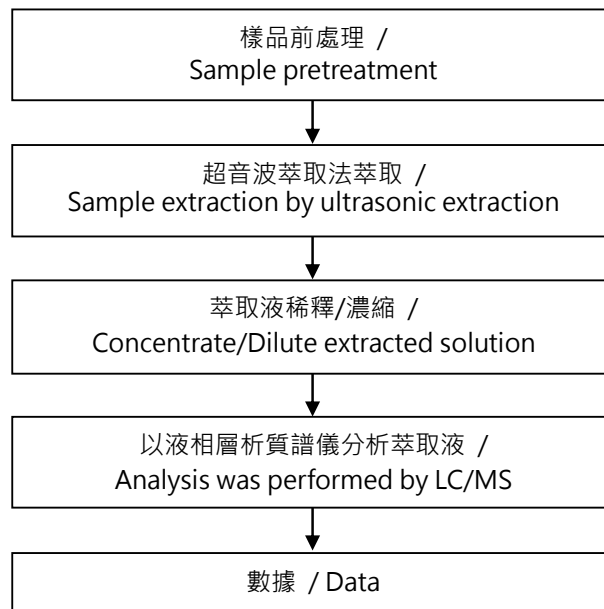 樣品前處理 /
Sample pretreatment
超音波萃取法萃取 /
Sample extraction by ultrasonic extraction
萃取液稀釋/濃縮 /
Concentrate/Dilute extracted solution
以液相層析質譜儀分析萃取液 /
Analysis was performed by LC/MS
數據 / Data